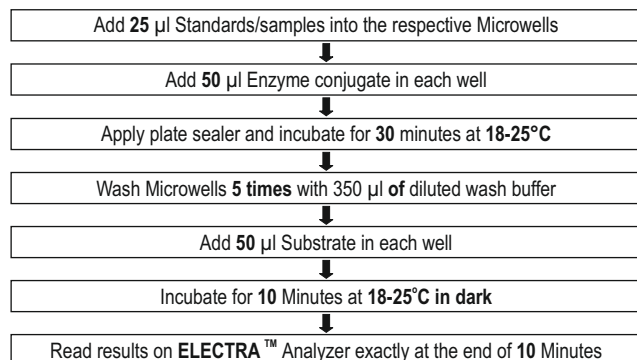 Add 25 µl Standards/samples into the respective Microwells
Add 50 µl Enzyme conjugate in each well
Apply plate sealer and incubate for 30 minutes at 18-25°C
Wash Microwells 5 times with 350 µl of diluted wash buffer
Add 50 µl Substrate in each well
Incubate for 10 Minutes at 18-25°C in dark
Read results on ELECTRA™ Analyzer exactly at the end of 10 Minutes